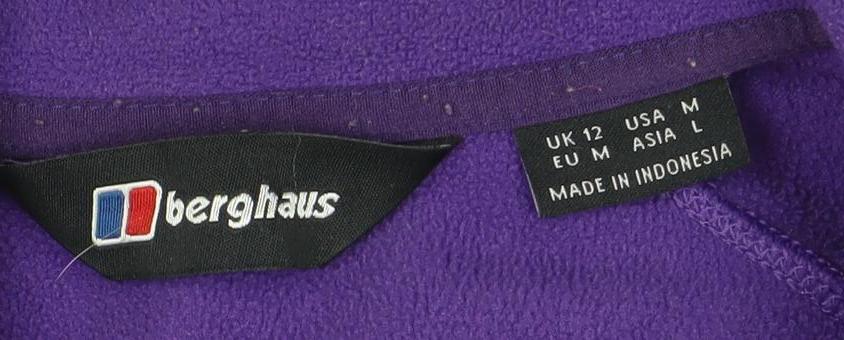 berghaus
UK 12 USA M
EU M ASIA L
MADE IN INDONESIA